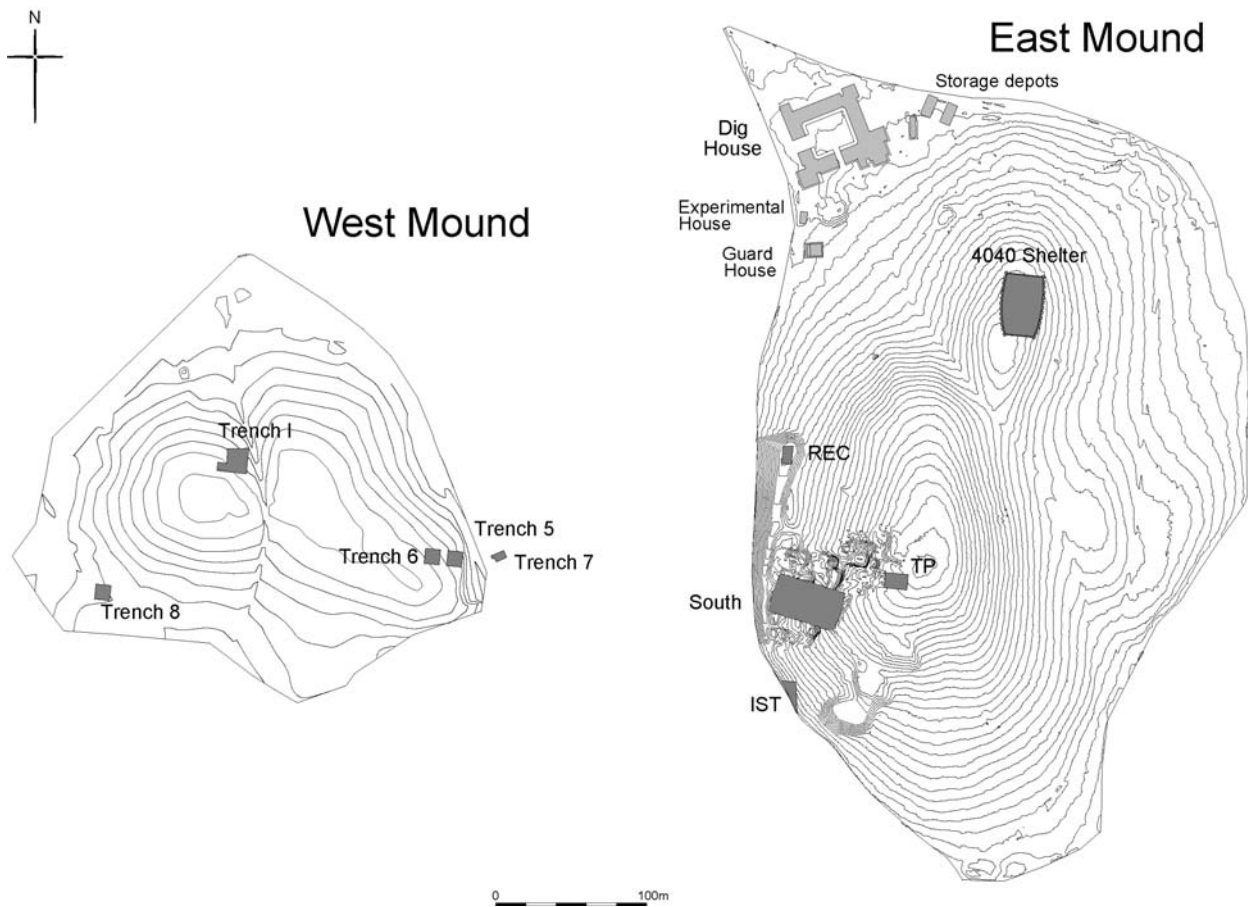 N
East Mound
Storage depots
Dig
House
Experimental
House
Guard
House
4040 Shelter
West Mound
Trench I
REC
Trench 5
Trench 6
Trench 7
TP
Trench 8
South
IST
0
100m